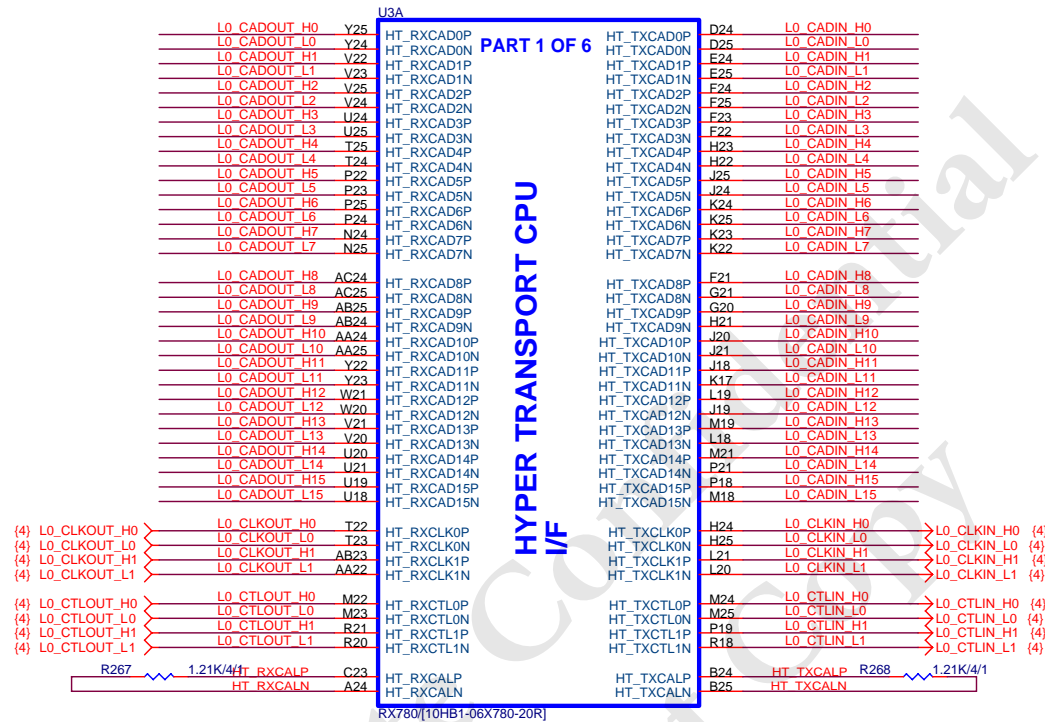 U3A
L0_CADOUT_H0 Y25 HT_RXCAD0P PART 1 OF 6 HT_TXCAD0P D24 L0_CADIN_H0
L0_CADOUT_L0 Y24 HT_RXCAD0N HT_TXCAD0N D25 L0_CADIN_L0
L0_CADOUT_H1 V22 HT_RXCAD1P HT_TXCAD1P E24 L0_CADIN_H1
L0_CADOUT_L1 V23 HT_RXCAD1N HT_TXCAD1N E25 L0_CADIN_L1
L0_CADOUT_H2 V25 HT_RXCAD2P HT_TXCAD2P F24 L0_CADIN_H2
L0_CADOUT_L2 V24 HT_RXCAD2N HT_TXCAD2N F25 L0_CADIN_L2
L0_CADOUT_H3 U24 HT_RXCAD3P HT_TXCAD3P F23 L0_CADIN_H3
L0_CADOUT_L3 U25 HT_RXCAD3N HT_TXCAD3N F22 L0_CADIN_L3
L0_CADOUT_H4 T25 HT_RXCAD4P HT_TXCAD4P H23 L0_CADIN_H4
L0_CADOUT_L4 T24 HT_RXCAD4N HT_TXCAD4N H22 L0_CADIN_L4
L0_CADOUT_H5 P22 HT_RXCAD5P HT_TXCAD5P J25 L0_CADIN_H5
L0_CADOUT_L5 P23 HT_RXCAD5N HT_TXCAD5N J24 L0_CADIN_L5
L0_CADOUT_H6 P25 HT_RXCAD6P HT_TXCAD6P K24 L0_CADIN_H6
L0_CADOUT_L6 P24 HT_RXCAD6N HT_TXCAD6N K25 L0_CADIN_L6
L0_CADOUT_H7 N24 HT_RXCAD7P HT_TXCAD7P K23 L0_CADIN_H7
L0_CADOUT_L7 N25 HT_RXCAD7N HT_TXCAD7N K22 L0_CADIN_L7
L0_CADOUT_H8 AC24 HT_RXCAD8P HT_TXCAD8P F21 L0_CADIN_H8
L0_CADOUT_L8 AC25 HT_RXCAD8N HT_TXCAD8N G21 L0_CADIN_L8
L0_CADOUT_H9 AB25 HT_RXCAD9P HT_TXCAD9P G20 L0_CADIN_H9
L0_CADOUT_L9 AB24 HT_RXCAD9N HT_TXCAD9N H21 L0_CADIN_L9
L0_CADOUT_H10 AA24 HT_RXCAD10P HT_TXCAD10P J20 L0_CADIN_H10
L0_CADOUT_L10 AA25 HT_RXCAD10N HT_TXCAD10N J21 L0_CADIN_L10
L0_CADOUT_H11 Y22 HT_RXCAD11P HT_TXCAD11P J18 L0_CADIN_H11
L0_CADOUT_L11 Y23 HT_RXCAD11N HT_TXCAD11N K17 L0_CADIN_L11
L0_CADOUT_H12 W21 HT_RXCAD12P HT_TXCAD12P L19 L0_CADIN_H12
L0_CADOUT_L12 W20 HT_RXCAD12N HT_TXCAD12N J19 L0_CADIN_L12
L0_CADOUT_H13 V21 HT_RXCAD13P HT_TXCAD13P M19 L0_CADIN_H13
L0_CADOUT_L13 V20 HT_RXCAD13N HT_TXCAD13N L18 L0_CADIN_L13
L0_CADOUT_H14 U20 HT_RXCAD14P HT_TXCAD14P M21 L0_CADIN_H14
L0_CADOUT_L14 U21 HT_RXCAD14N HT_TXCAD14N P21 L0_CADIN_L14
L0_CADOUT_H15 U19 HT_RXCAD15P HT_TXCAD15P P18 L0_CADIN_H15
L0_CADOUT_L15 U18 HT_RXCAD15N HT_TXCAD15N M18 L0_CADIN_L15
HYPER TRANSPORT CPU
I/F
{4} L0_CLKOUT_H0 L0_CLKOUT_H0 T22 HT_RXCLK0P HT_TXCLK0P H24 L0_CLKIN_H0 L0_CLKIN_H0 {4}
{4} L0_CLKOUT_L0 L0_CLKOUT_L0 T23 HT_RXCLK0N HT_TXCLK0N H25 L0_CLKIN_L0 L0_CLKIN_L0 {4}
{4} L0_CLKOUT_H1 L0_CLKOUT_H1 AB23 HT_RXCLK1P HT_TXCLK1P L21 L0_CLKIN_H1 L0_CLKIN_H1 {4}
{4} L0_CLKOUT_L1 L0_CLKOUT_L1 AA22 HT_RXCLK1N HT_TXCLK1N L20 L0_CLKIN_L1 L0_CLKIN_L1 {4}
{4} L0_CTLOUT_H0 L0_CTLOUT_H0 M22 HT_RXCTL0P HT_TXCTL0P M24 L0_CTLIN_H0 L0_CTLIN_H0 {4}
{4} L0_CTLOUT_L0 L0_CTLOUT_L0 M23 HT_RXCTL0N HT_TXCTL0N M25 L0_CTLIN_L0 L0_CTLIN_L0 {4}
{4} L0_CTLOUT_H1 L0_CTLOUT_H1 R21 HT_RXCTL1P HT_TXCTL1P P19 L0_CTLIN_H1 L0_CTLIN_H1 {4}
{4} L0_CTLOUT_L1 L0_CTLOUT_L1 R20 HT_RXCTL1N HT_TXCTL1N R18 L0_CTLIN_L1 L0_CTLIN_L1 {4}
R267 1.21K/4/1 HT_RXCALP C23 HT_RXCALP HT_TXCALP B24 HT_TXCALP R268 1.21K/4/1
HT_RXCALN A24 HT_RXCALN HT_TXCALN B25 HT_TXCALN
RX780/[10HB1-06X780-20R]
Confidential
Copy